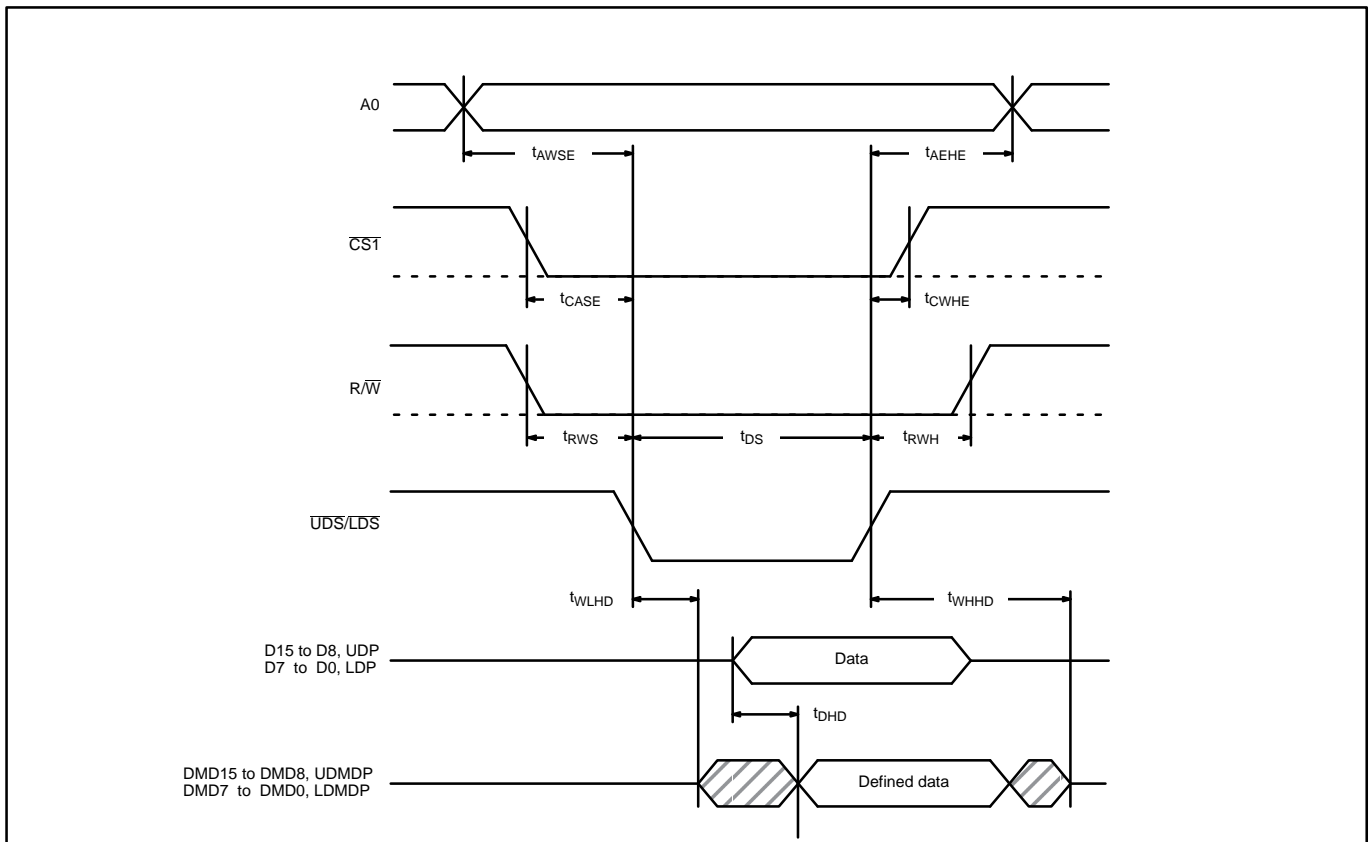 A0
tAWSE
tAEHE
CS1
tCASE
tCWHE
R/W
tRWS
tDS
tRWH
UDS/LDS
tWLHD
tWHHD
D15 to D8, UDP
D7 to D0, LDP
Data
tDHD
DMD15 to DMD8, UDMDP
DMD7 to DMD0, LDMDP
Defined data